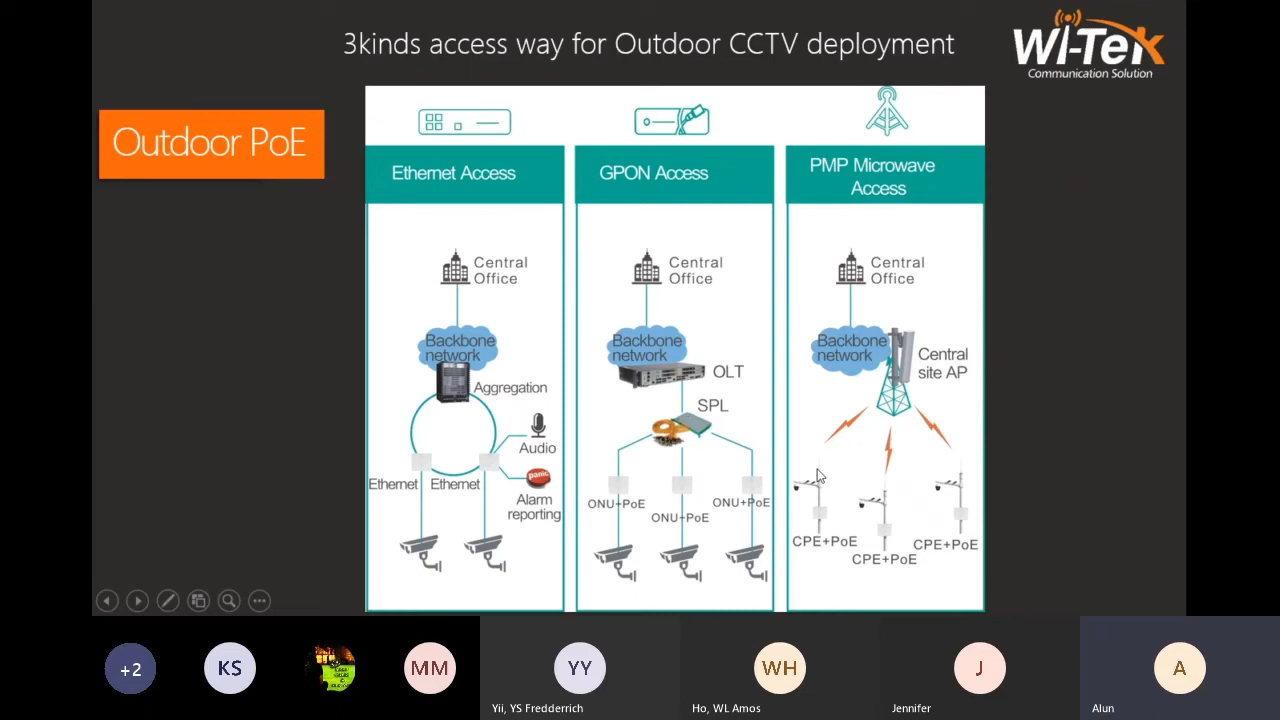 3kinds access way for Outdoor CCTV deployment
WI-TEK
Communication Solution
Outdoor PoE
Ethernet Access
GPON Access
PMP Microwave
Access
Central
Office
Central
Office
Central
Office
Backbone
network
Backbone
network
Backbone
network
Aggregation
OLT
Central
site AP
SPL
Audio
panic
Ethernet
Ethernet
Alarm
reporting
ONU+PoE
ONU+PoE
ONU+PoE
CPE+PoE
CPE+PoE
CPE+PoE
+2
KS
MM
YY
WH
J
A
Yii, YS Fredderrich
Ho, WL Amos
Jennifer
Alun